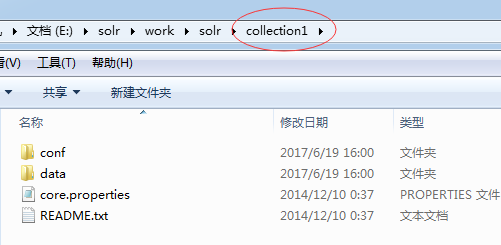 文档 (E:) solr work solr collection1
看(V) 工具(T) 帮助(H)
共享 新建文件夹
名称 修改日期 类型
conf 2017/6/19 16:00 文件夹
data 2017/6/19 16:00 文件夹
core.properties 2014/12/10 0:37 PROPERTIES 文件
README.txt 2014/12/10 0:37 文本文档